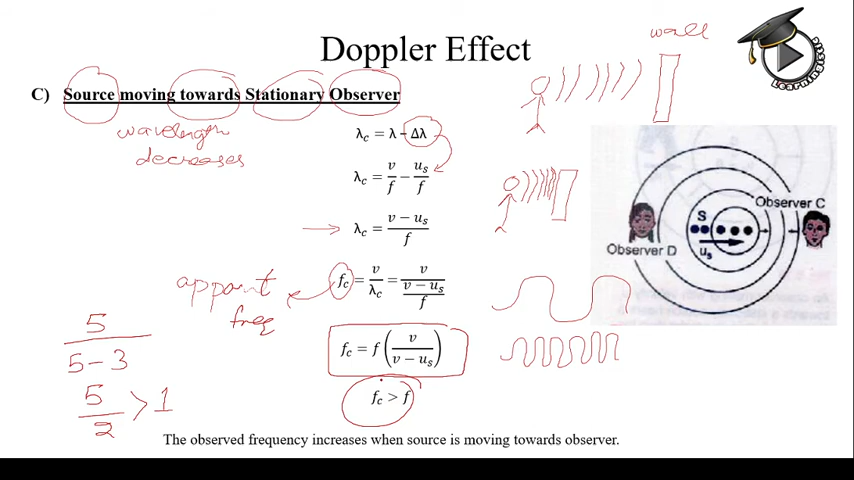 Doppler Effect
wall
C) Source moving towards Stationary Observer
wavelength
decreases
λc = λ − Δλ
λc = v/f − us/f
λc = (v − us)/f
fc = v/λc = v/((v − us)/f)
apparent
freq
fc = f (v/(v − us))
fc > f
5/(5 - 3)
5/2 > 1
Observer C
S
us
Observer D
The observed frequency increases when source is moving towards observer.